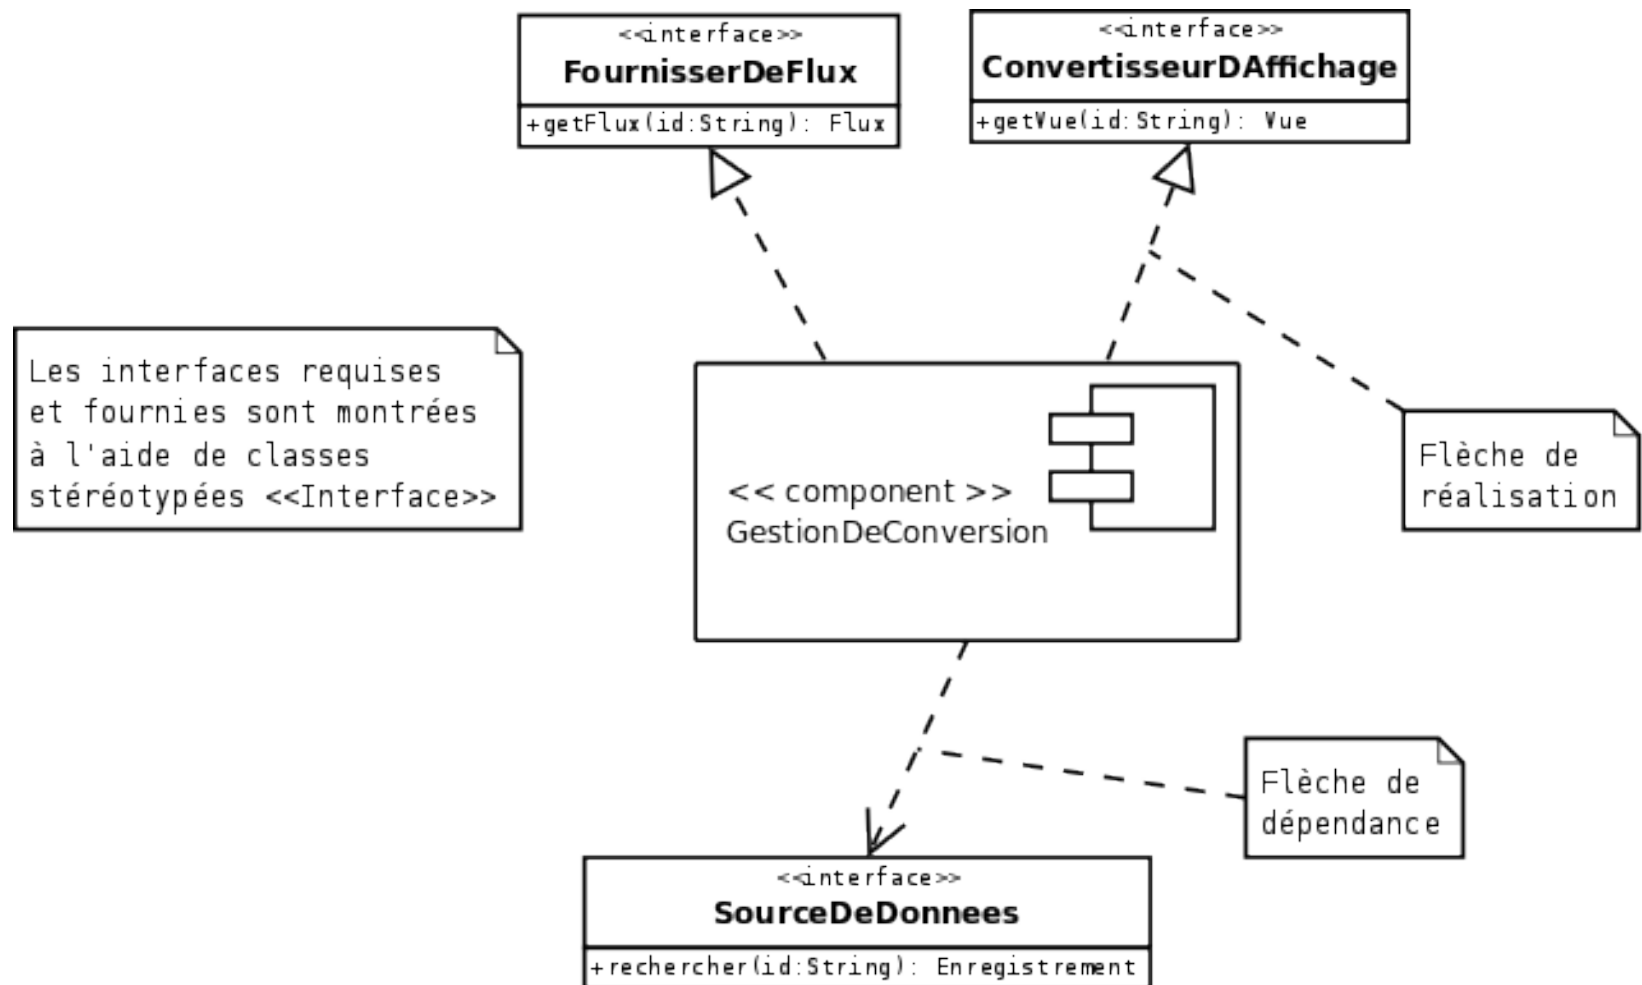 <<interface>>
FournisserDeFlux
+getFlux(id:String): Flux
<<interface>>
ConvertisseurDAffichage
+getVue(id:String): Vue
Les interfaces requises
et fournies sont montrées
à l'aide de classes
stéréotypées <<Interface>>
<< component >>
GestionDeConversion
Flèche de
réalisation
Flèche de
dépendance
<<interface>>
SourceDeDonnees
+rechercher(id:String): Enregistrement